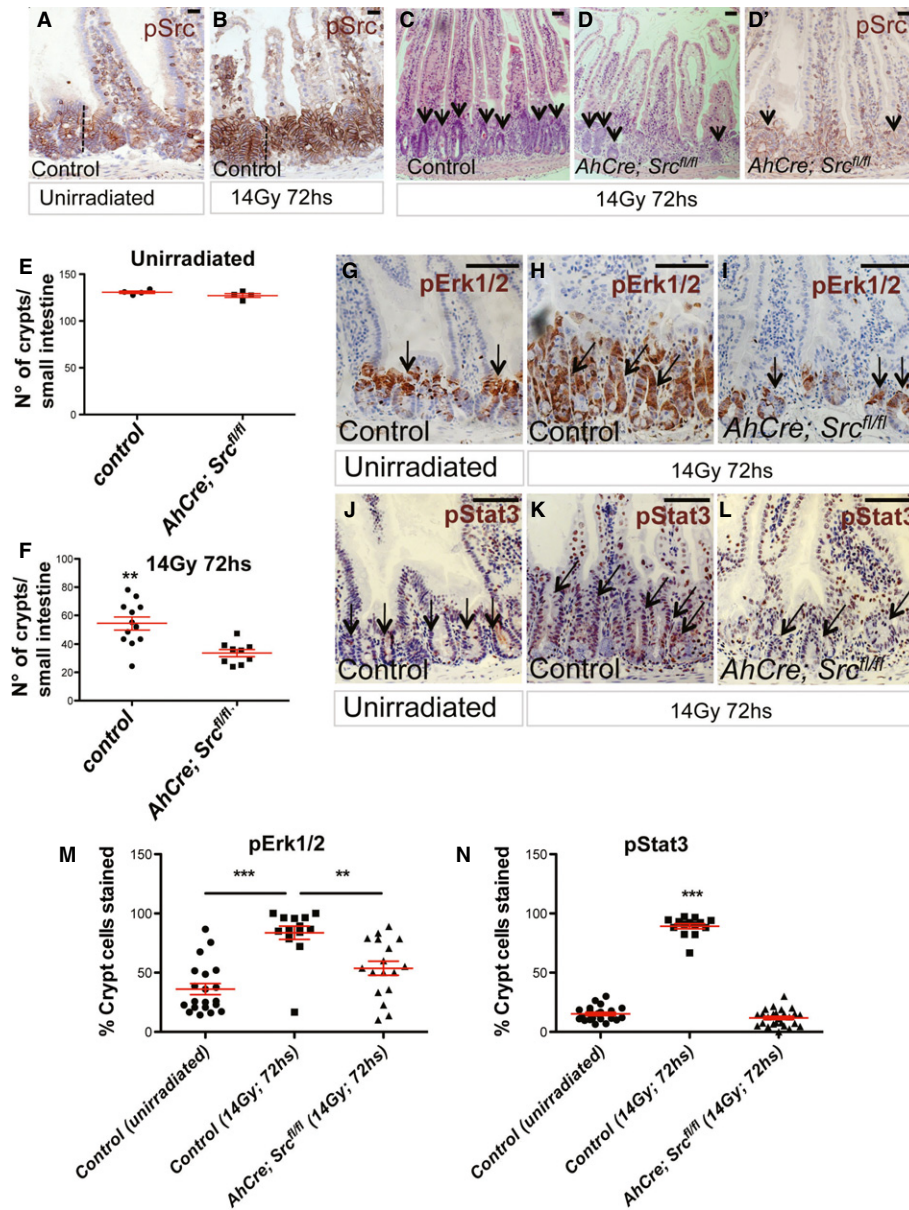 A
pSrc
Control
B
pSrc
Control
C
Control
D
AhCre; Srcfl/fl
D'
pSrc
AhCre; Srcfl/fl
Unirradiated
14Gy 72hs
14Gy 72hs
E
Unirradiated
N° of crypts/
small intestine
150
100
50
0
control
AhCre; Srcfl/fl
F
14Gy 72hs
**
N° of crypts/
small intestine
100
80
60
40
20
0
control
AhCre; Srcfl/fl.
G
pErk1/2
Control
H
pErk1/2
Control
I
pErk1/2
AhCre; Srcfl/fl
Unirradiated
14Gy 72hs
J
pStat3
Control
K
pStat3
Control
L
pStat3
AhCre; Srcfl/fl
Unirradiated
14Gy 72hs
M
pErk1/2
% Crypt cells stained
150
100
50
0
***
**
Control (unirradiated)
Control (14Gy; 72hs)
AhCre; Srcfl/fl (14Gy; 72hs)
N
pStat3
% Crypt cells stained
150
100
50
0
***
Control (unirradiated)
Control (14Gy; 72hs)
AhCre; Srcfl/fl (14Gy; 72hs)